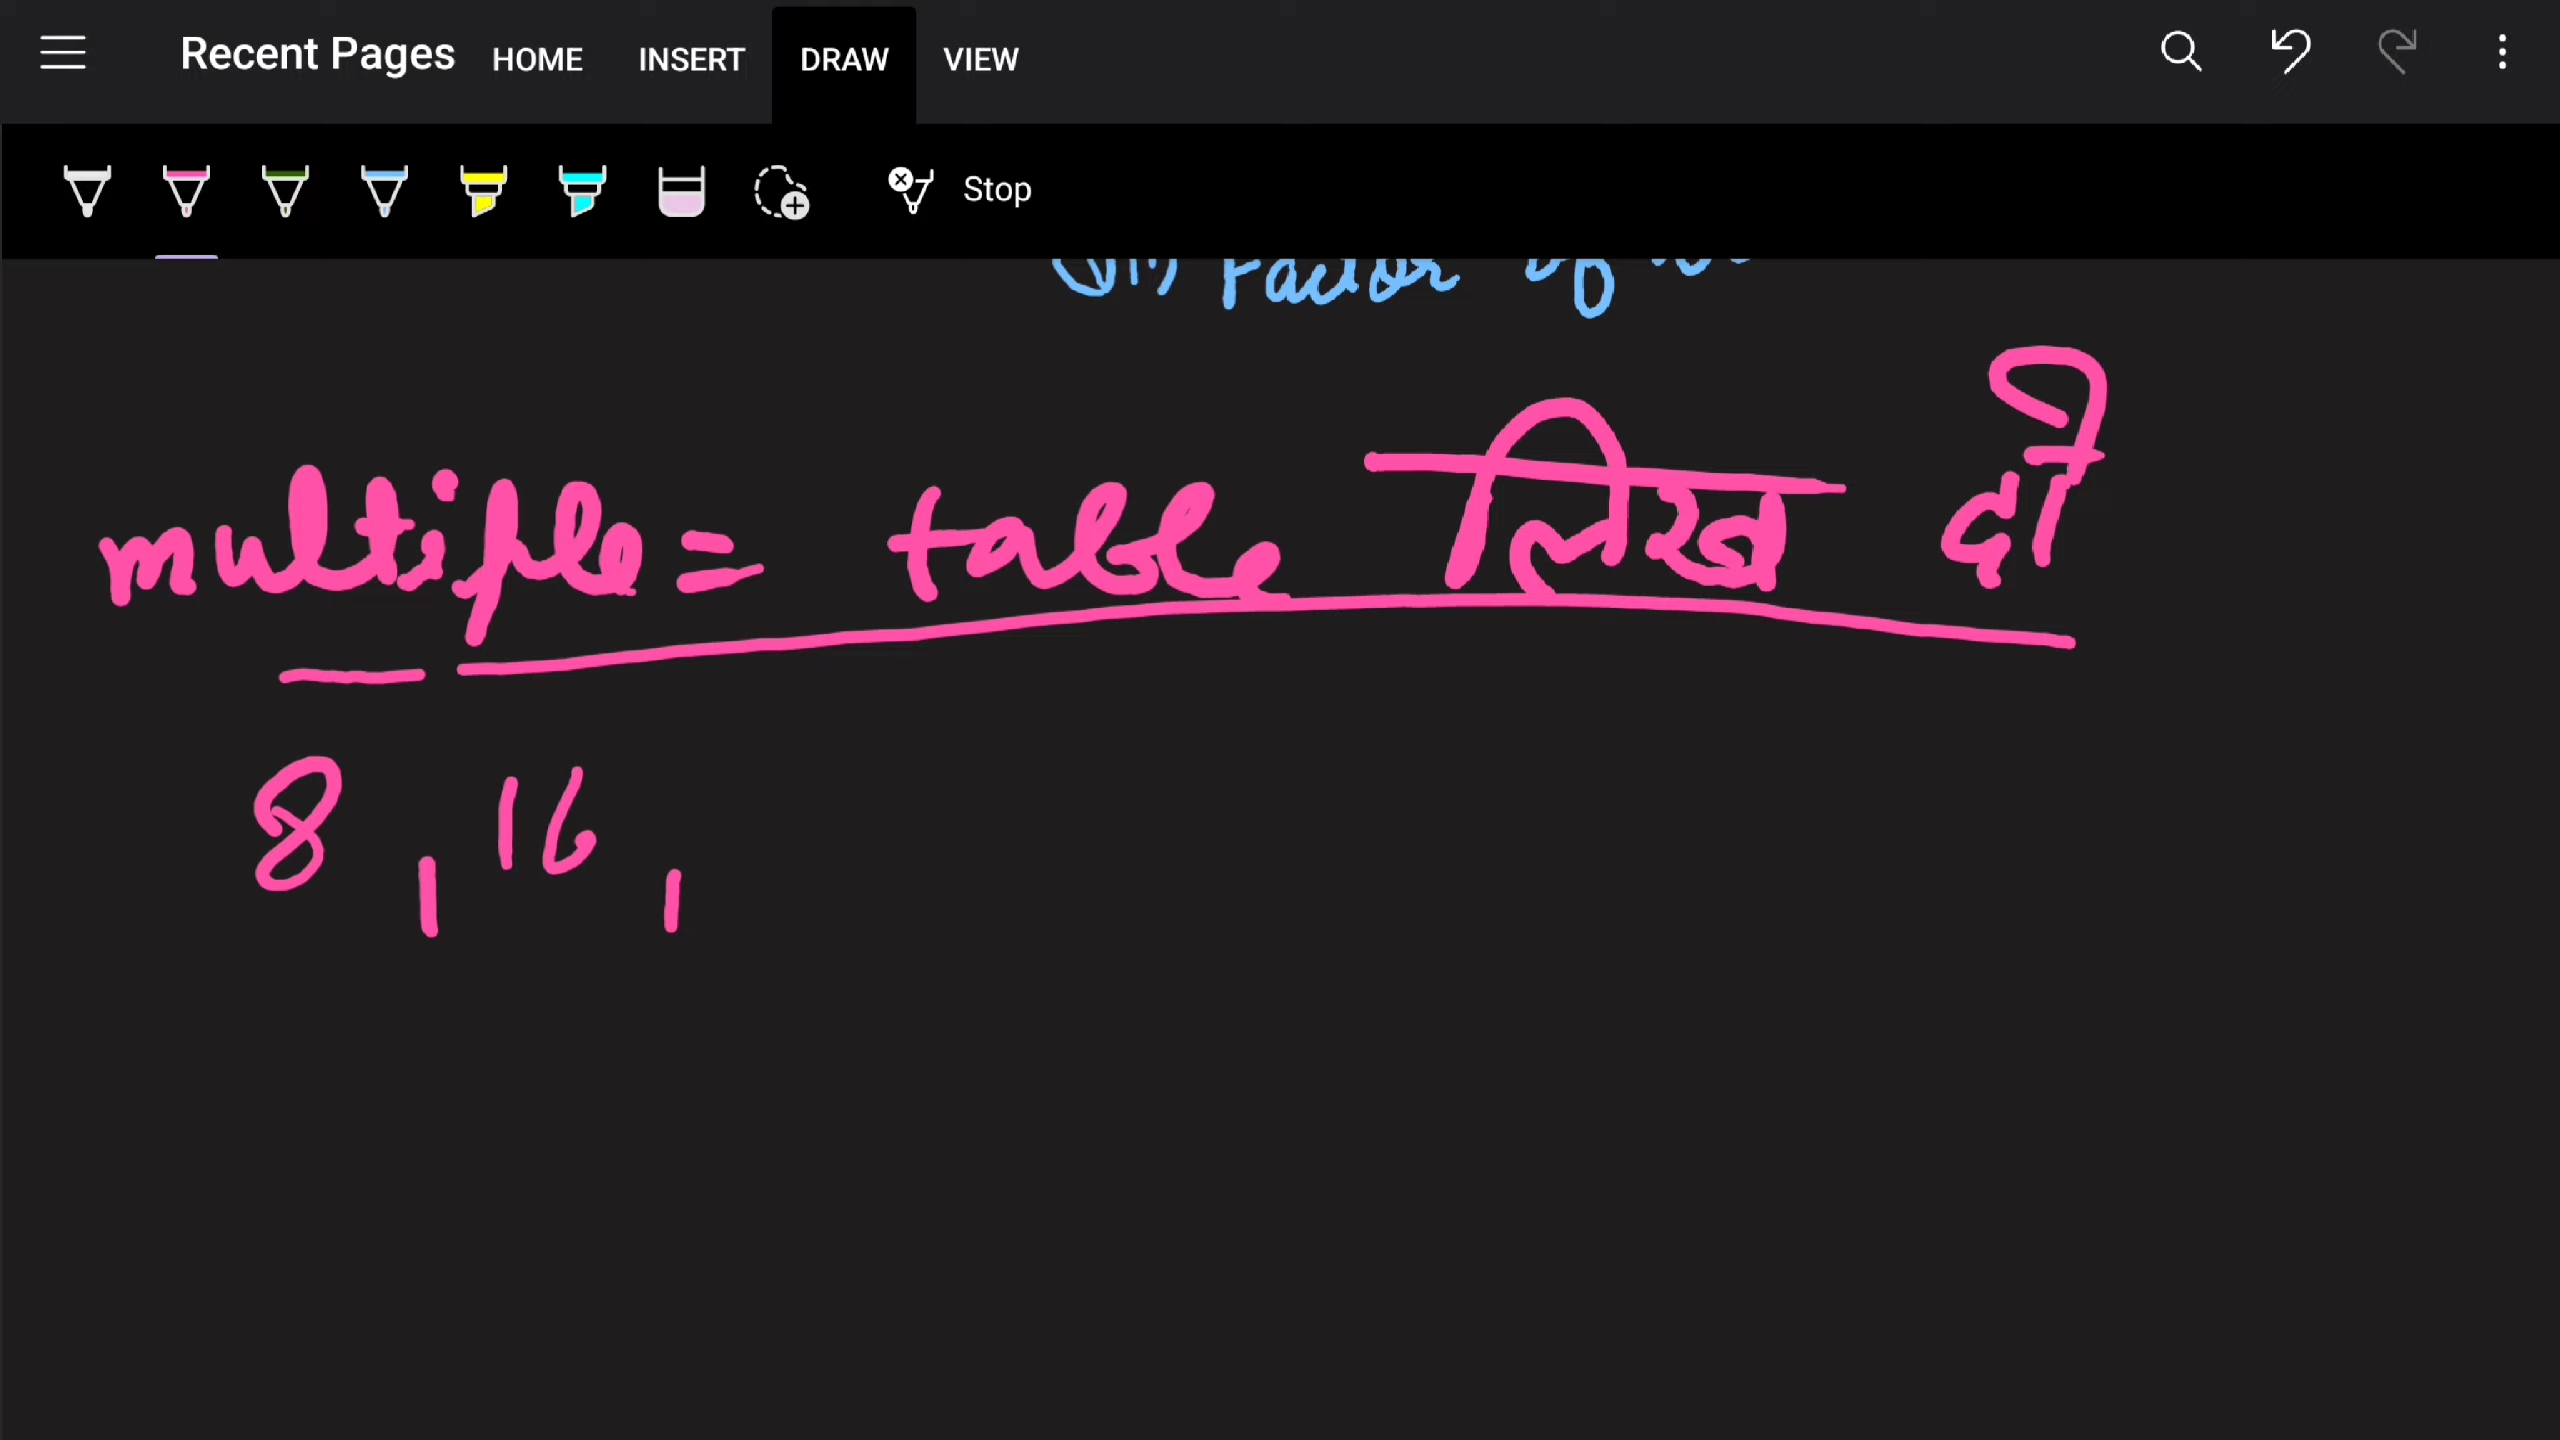 Recent Pages HOME INSERT DRAW VIEW
Stop
Factor of
multiple = table लिख दो
8, 16,